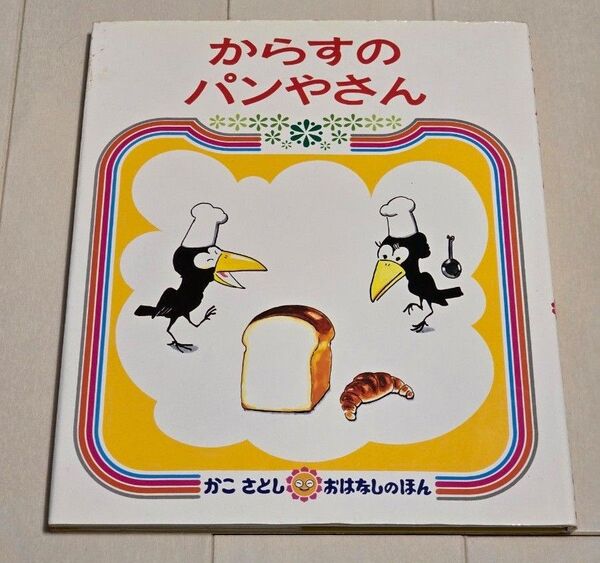 からすの
パンやさん
かこ さとし おはなしのほん